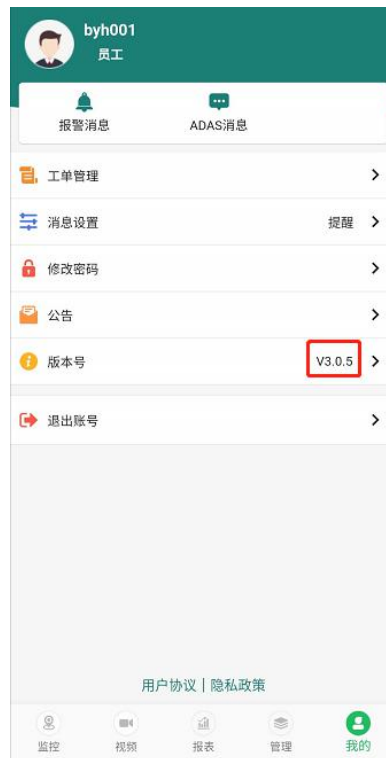 byh001
员工
报警消息 ADAS消息
工单管理
消息设置 提醒
修改密码
公告
版本号 V3.0.5
退出账号
用户协议 | 隐私政策
监控 视频 报表 管理 我的